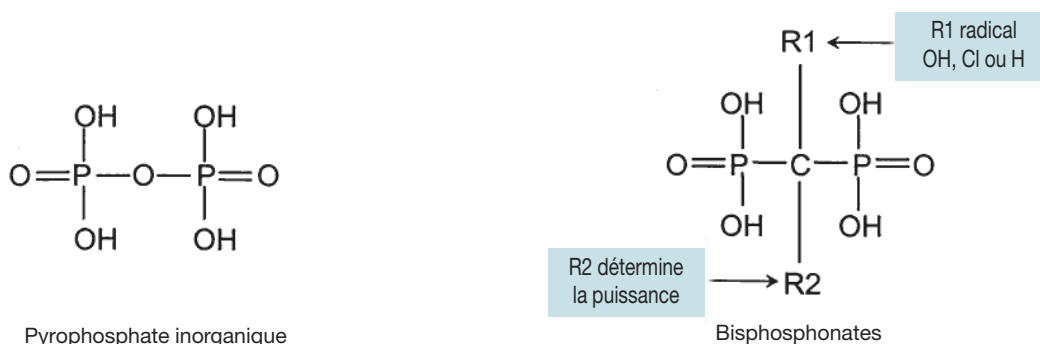 R1 radical
OH, Cl ou H
R1
OH OH
O=P—O—P=O
OH OH
OH OH
O=P—C—P=O
OH OH
R2 détermine
la puissance
R2
Pyrophosphate inorganique
Bisphosphonates